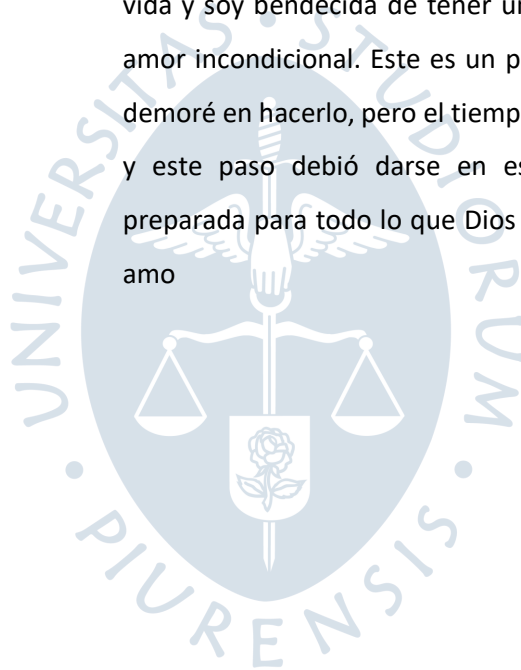 vida y soy bendecida de tener un
amor incondicional. Este es un p
demoré en hacerlo, pero el tiemp
y este paso debió darse en es
preparada para todo lo que Dios
amo
UNIVERSITAS • STUDIORUM • PIURENSIS •